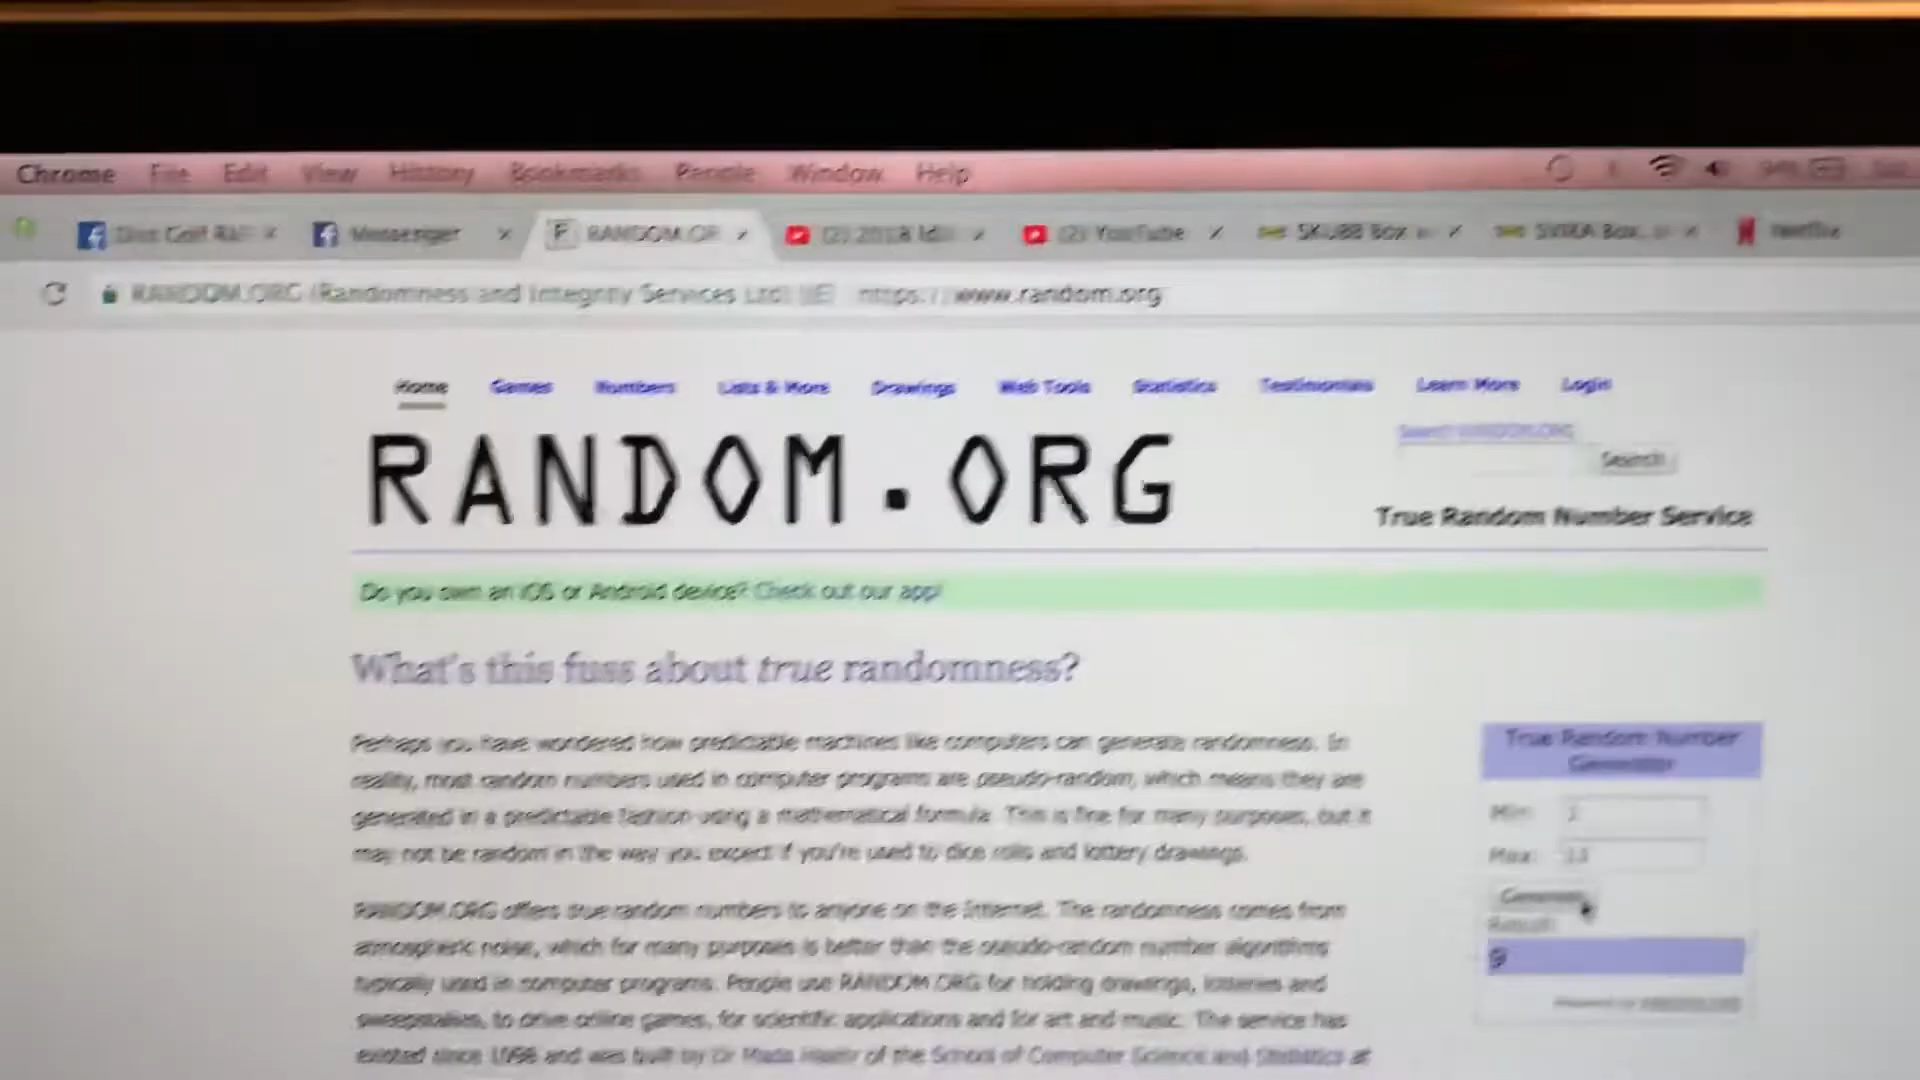 Chrome File Edit View History Bookmarks People Window Help
Disc Golf Messenger RANDOM.OR (2) 2018 (2) YouTube SKUBB Box SVIRA Box, netflix
RANDOM.ORG (Randomness and Integrity Services Ltd) [IE] https://www.random.org
Home Games Numbers Lists & More Drawings Web Tools Statistics Testimonials Learn More Login
Search RANDOM.ORG
RANDOM.ORG
Search
True Random Number Service
Do you own an iOS or Android device? Check out our app!
What's this fuss about true randomness?
Perhaps you have wondered how predictable machines like computers can generate randomness. In
reality, most random numbers used in computer programs are pseudo-random, which means they are
generated in a predictable fashion using a mathematical formula. This is fine for many purposes, but it
may not be random in the way you expect if you're used to dice rolls and lottery drawings.
RANDOM.ORG offers true random numbers to anyone on the Internet. The randomness comes from
atmospheric noise, which for many purposes is better than the pseudo-random number algorithms
typically used in computer programs. People use RANDOM.ORG for holding drawings, lotteries and
sweepstakes, to drive online games, for scientific applications and for art and music. The service has
existed since 1998 and was built by Dr Mads Haahr of the School of Computer Science and Statistics at
True Random Number
Generator
Min: 1
Max:
Generate
Result:
9
Powered by RANDOM.ORG